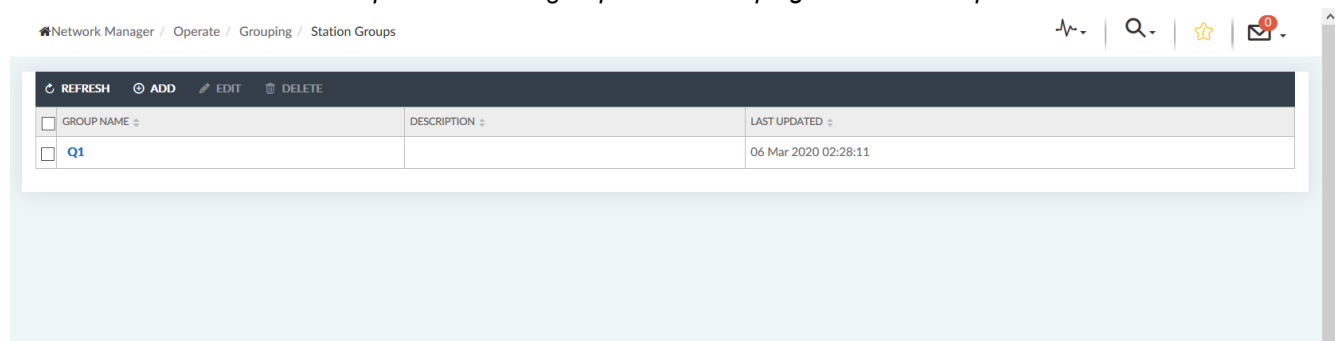 Network Manager / Operate / Grouping / Station Groups
0
REFRESH ADD EDIT DELETE
GROUP NAME DESCRIPTION LAST UPDATED
Q1 06 Mar 2020 02:28:11